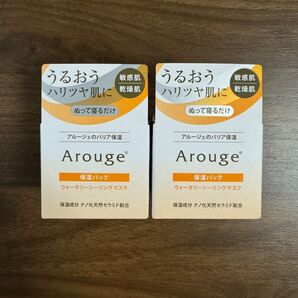 うるおう
ハリツヤ肌に
敏感肌
乾燥肌
ぬって寝るだけ
アルージェのバリア保湿
Arouge®
保湿パック
ウォータリーシーリングマスク
保湿成分 ナノ化天然セラミド配合
うるおう
ハリツヤ肌に
敏感肌
乾燥肌
ぬって寝るだけ
アルージェのバリア保湿
Arouge®
保湿パック
ウォータリーシーリングマスク
保湿成分 ナノ化天然セラミド配合